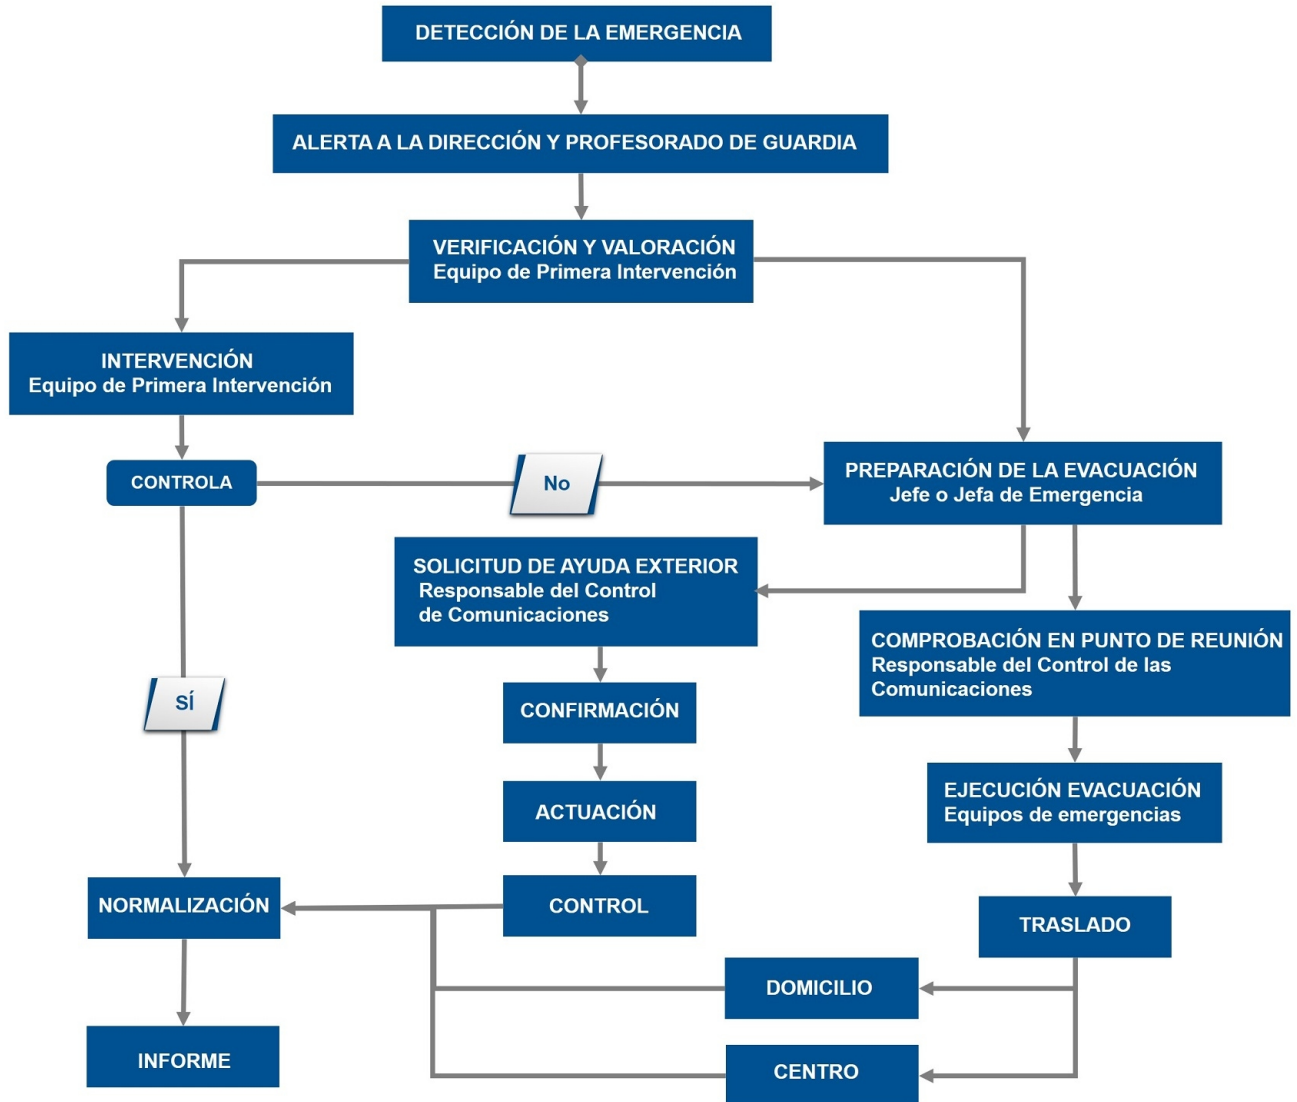 DETECCIÓN DE LA EMERGENCIA
ALERTA A LA DIRECCIÓN Y PROFESORADO DE GUARDIA
VERIFICACIÓN Y VALORACIÓN
Equipo de Primera Intervención
INTERVENCIÓN
Equipo de Primera Intervención
CONTROLA
No
PREPARACIÓN DE LA EVACUACIÓN
Jefe o Jefa de Emergencia
SOLICITUD DE AYUDA EXTERIOR
Responsable del Control
de Comunicaciones
COMPROBACIÓN EN PUNTO DE REUNIÓN
Responsable del Control de las
Comunicaciones
SÍ
CONFIRMACIÓN
EJECUCIÓN EVACUACIÓN
Equipos de emergencias
ACTUACIÓN
NORMALIZACIÓN
CONTROL
TRASLADO
DOMICILIO
INFORME
CENTRO